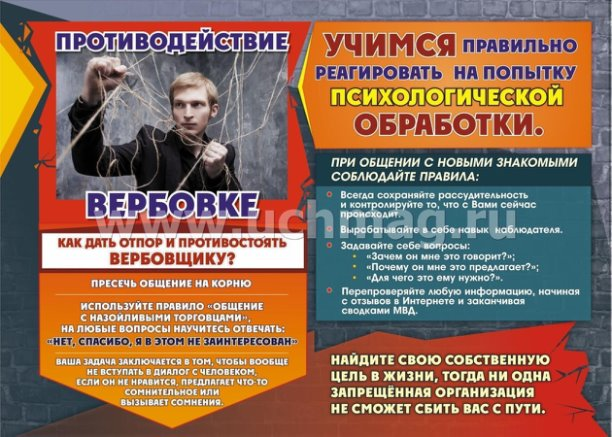 ПРОТИВОДЕЙСТВИЕ
ВЕРБОВКЕ
КАК ДАТЬ ОТПОР И ПРОТИВОСТОЯТЬ
ВЕРБОВЩИКУ?
ПРЕСЕЧЬ ОБЩЕНИЕ НА КОРНЮ
ИСПОЛЬЗУЙТЕ ПРАВИЛО «ОБЩЕНИЕ
С НАЗОЙЛИВЫМИ ТОРГОВЦАМИ»,
НА ЛЮБЫЕ ВОПРОСЫ НАУЧИТЕСЬ ОТВЕЧАТЬ:
«НЕТ, СПАСИБО, Я В ЭТОМ НЕ ЗАИНТЕРЕСОВАН»
ВАША ЗАДАЧА ЗАКЛЮЧАЕТСЯ В ТОМ, ЧТОБЫ ВООБЩЕ
НЕ ВСТУПАТЬ В ДИАЛОГ С ЧЕЛОВЕКОМ,
ЕСЛИ ОН НЕ НРАВИТСЯ, ПРЕДЛАГАЕТ ЧТО-ТО
СОМНИТЕЛЬНОЕ ИЛИ
ВЫЗЫВАЕТ СОМНЕНИЯ.
УЧИМСЯ ПРАВИЛЬНО
РЕАГИРОВАТЬ НА ПОПЫТКУ
ПСИХОЛОГИЧЕСКОЙ
ОБРАБОТКИ.
ПРИ ОБЩЕНИИ С НОВЫМИ ЗНАКОМЫМИ
СОБЛЮДАЙТЕ ПРАВИЛА:
Всегда сохраняйте рассудительность
и контролируйте то, что с Вами сейчас
происходит.
Вырабатывайте в себе навык наблюдателя.
Задавайте себе вопросы:
• «Зачем он мне это говорит?»;
• «Почему он мне это предлагает?»;
• «Для чего это ему нужно?».
Перепроверяйте любую информацию, начиная
с отзывов в Интернете и заканчивая
сводками МВД.
НАЙДИТЕ СВОЮ СОБСТВЕННУЮ
ЦЕЛЬ В ЖИЗНИ, ТОГДА НИ ОДНА
ЗАПРЕЩЁННАЯ ОРГАНИЗАЦИЯ
НЕ СМОЖЕТ СБИТЬ ВАС С ПУТИ.
www.uchmag.ru